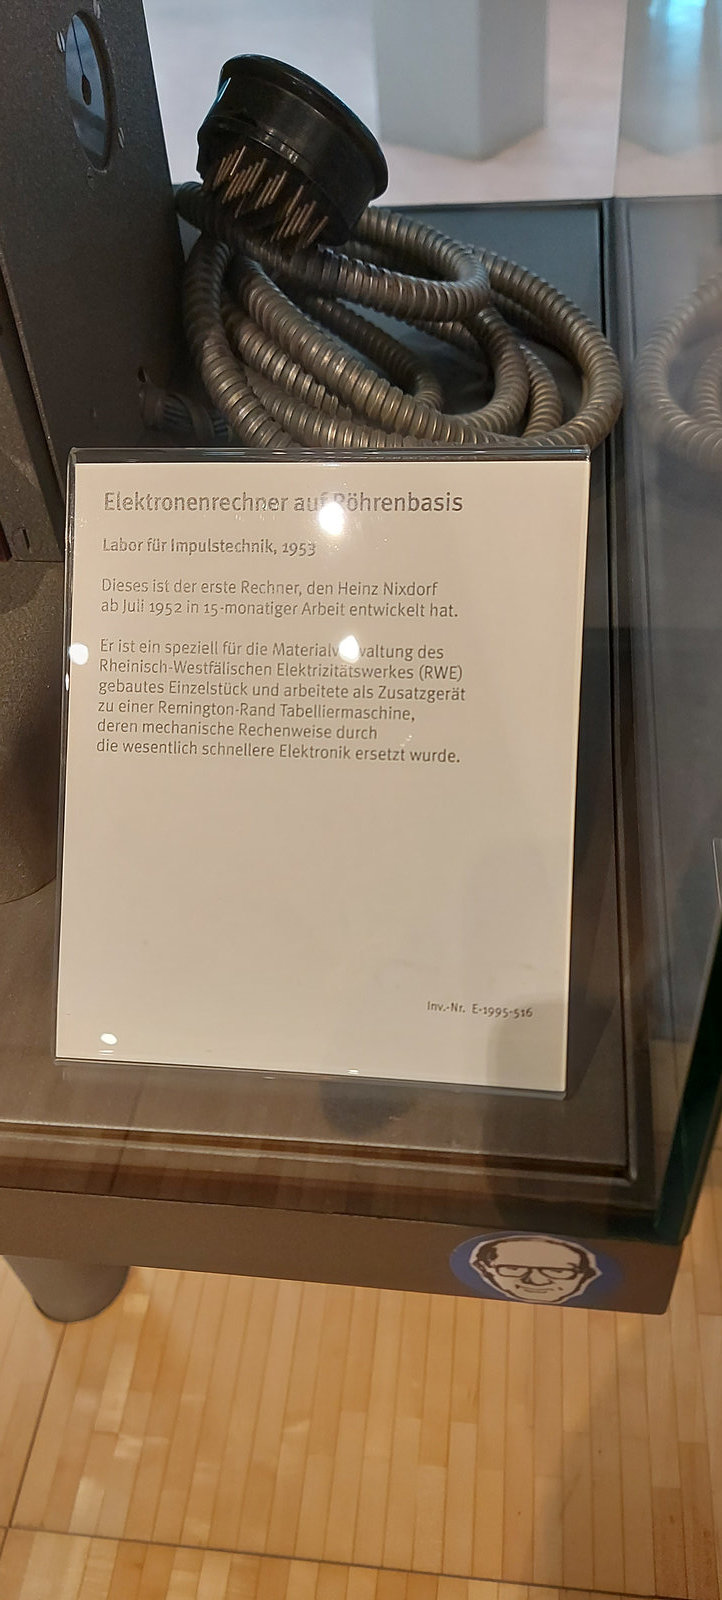 Elektronenrechner auf Röhrenbasis
Labor für Impulstechnik, 1953
Dieses ist der erste Rechner, den Heinz Nixdorf
ab Juli 1952 in 15-monatiger Arbeit entwickelt hat.
Er ist ein speziell für die Materialverwaltung des
Rheinisch-Westfälischen Elektrizitätswerkes (RWE)
gebautes Einzelstück und arbeitete als Zusatzgerät
zu einer Remington-Rand Tabelliermaschine,
deren mechanische Rechenweise durch
die wesentlich schnellere Elektronik ersetzt wurde.
Inv.-Nr. E-1995-516